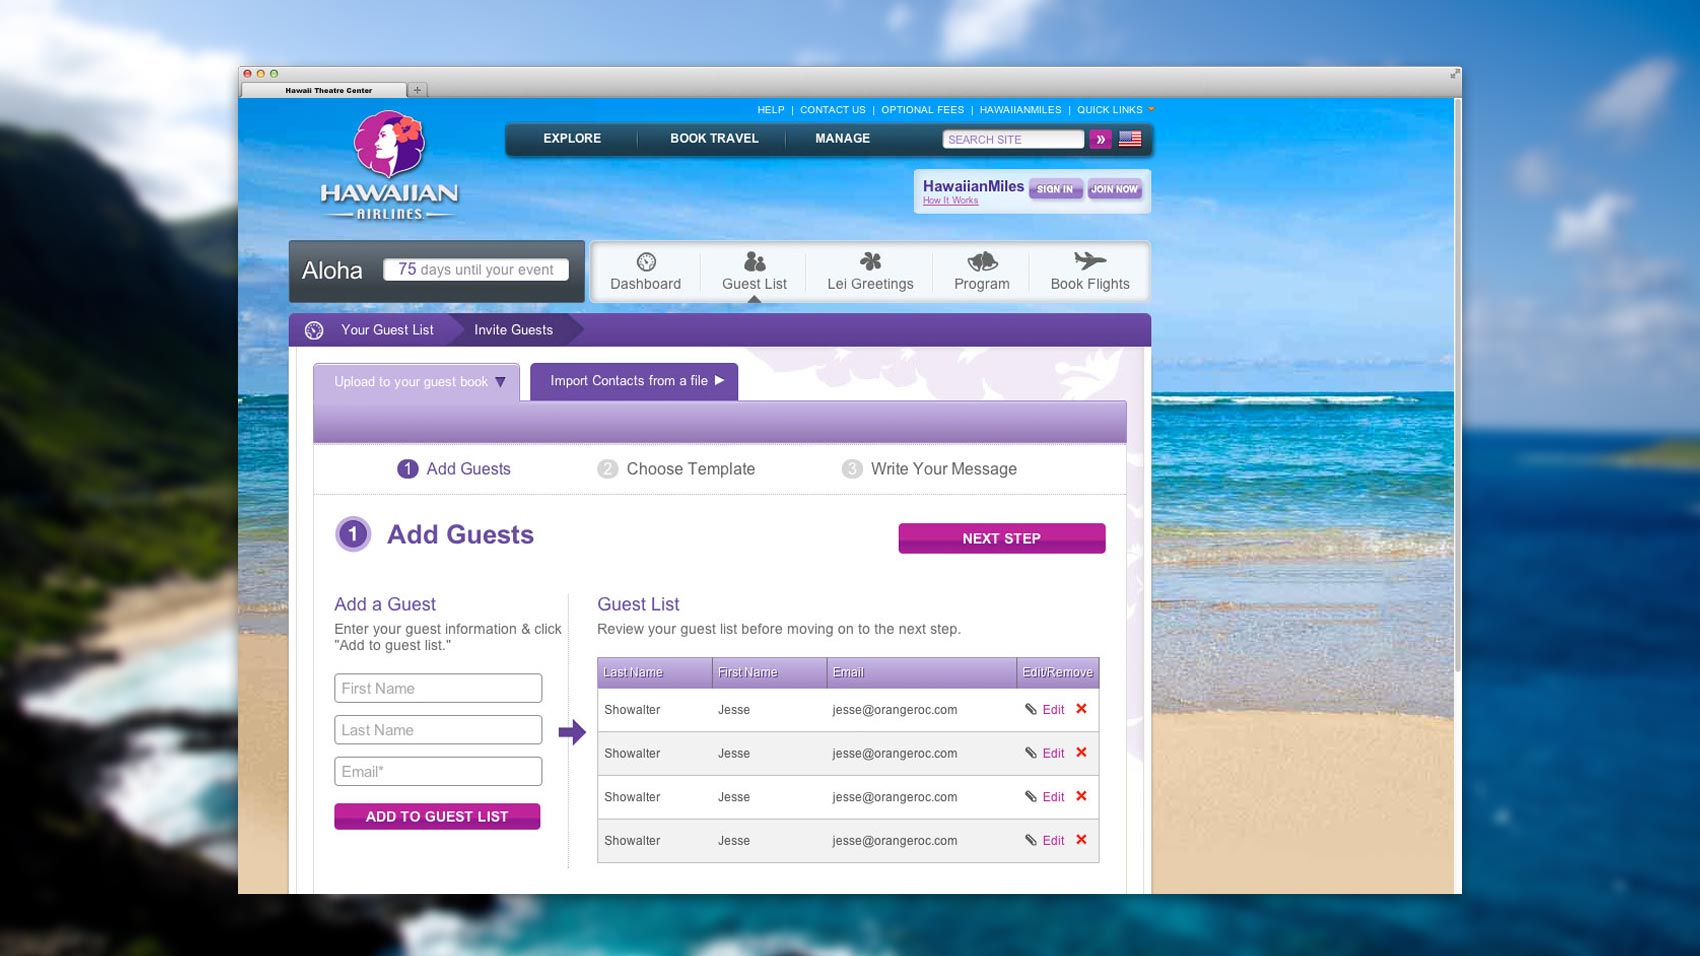 Hawaii Theatre Center
HELP | CONTACT US | OPTIONAL FEES | HAWAIIANMILES | QUICK LINKS
HAWAIIAN
AIRLINES.
EXPLORE
BOOK TRAVEL
MANAGE
SEARCH SITE
»
HawaiianMiles
SIGN IN
JOIN NOW
How It Works
Aloha
75 days until your event
Dashboard
Guest List
Lei Greetings
Program
Book Flights
Your Guest List
Invite Guests
Upload to your guest book
Import Contacts from a file
1 Add Guests
2 Choose Template
3 Write Your Message
1 Add Guests
NEXT STEP
Add a Guest
Enter your guest information & click
"Add to guest list."
First Name
Last Name
Email*
ADD TO GUEST LIST
Guest List
Review your guest list before moving on to the next step.
Last Name First Name Email Edit/Remove
Showalter Jesse jesse@orangeroc.com Edit
Showalter Jesse jesse@orangeroc.com Edit
Showalter Jesse jesse@orangeroc.com Edit
Showalter Jesse jesse@orangeroc.com Edit